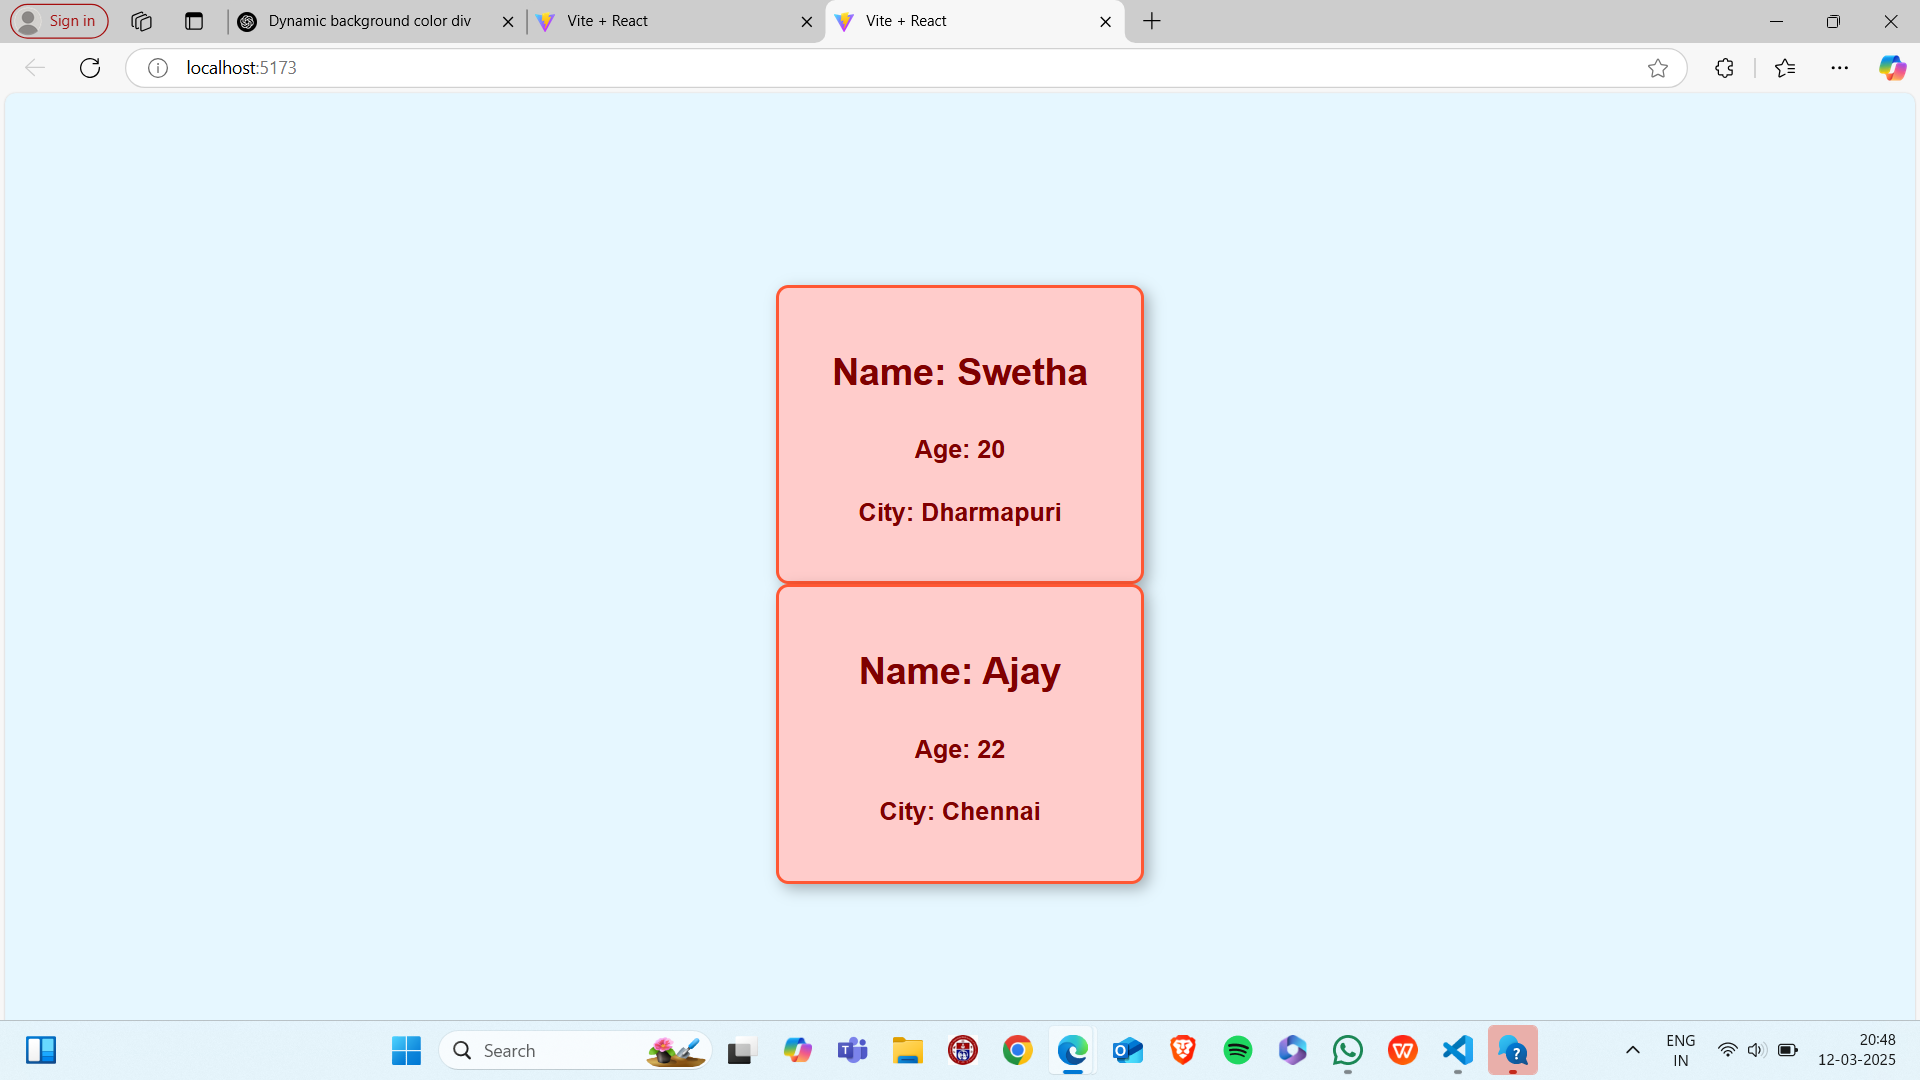 Sign in
Dynamic background color div
Vite + React
Vite + React
localhost:5173
Name: Swetha
Age: 20
City: Dharmapuri
Name: Ajay
Age: 22
City: Chennai
Search
ENG
IN
20:48
12-03-2025